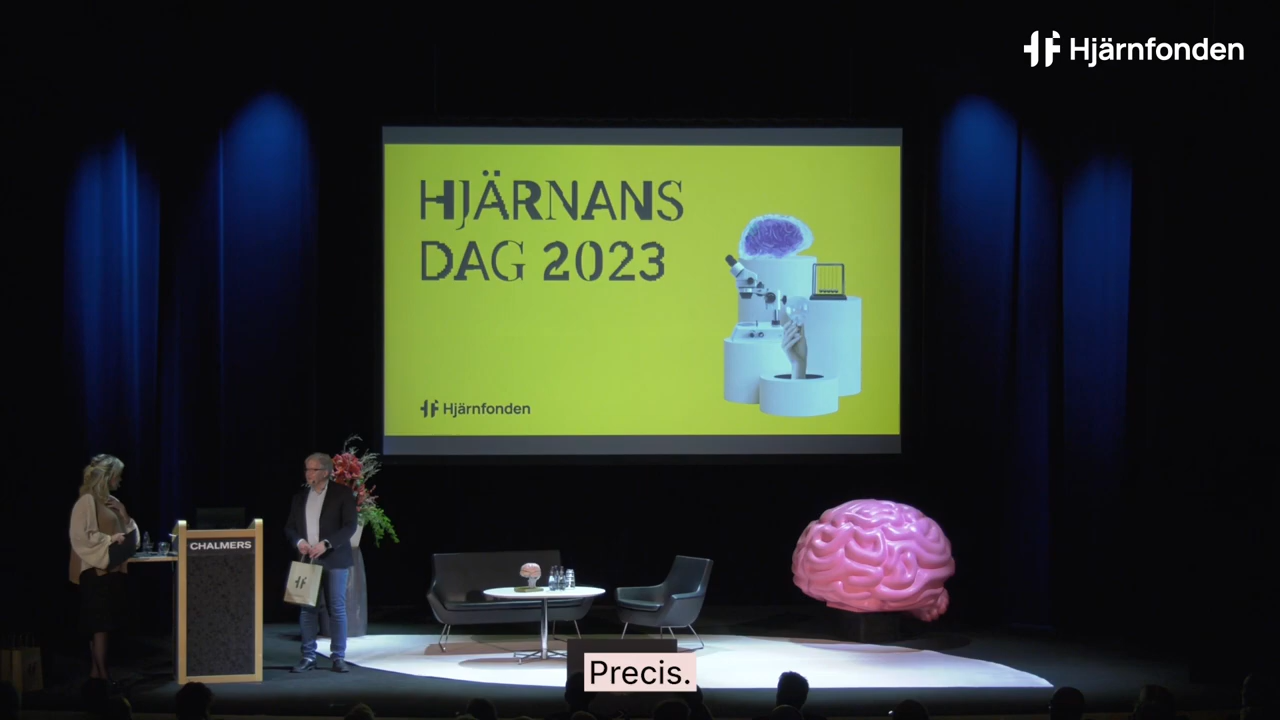 Hjärnfonden
HJÄRNANS
DAG 2023
Hjärnfonden
CHALMERS
Precis.